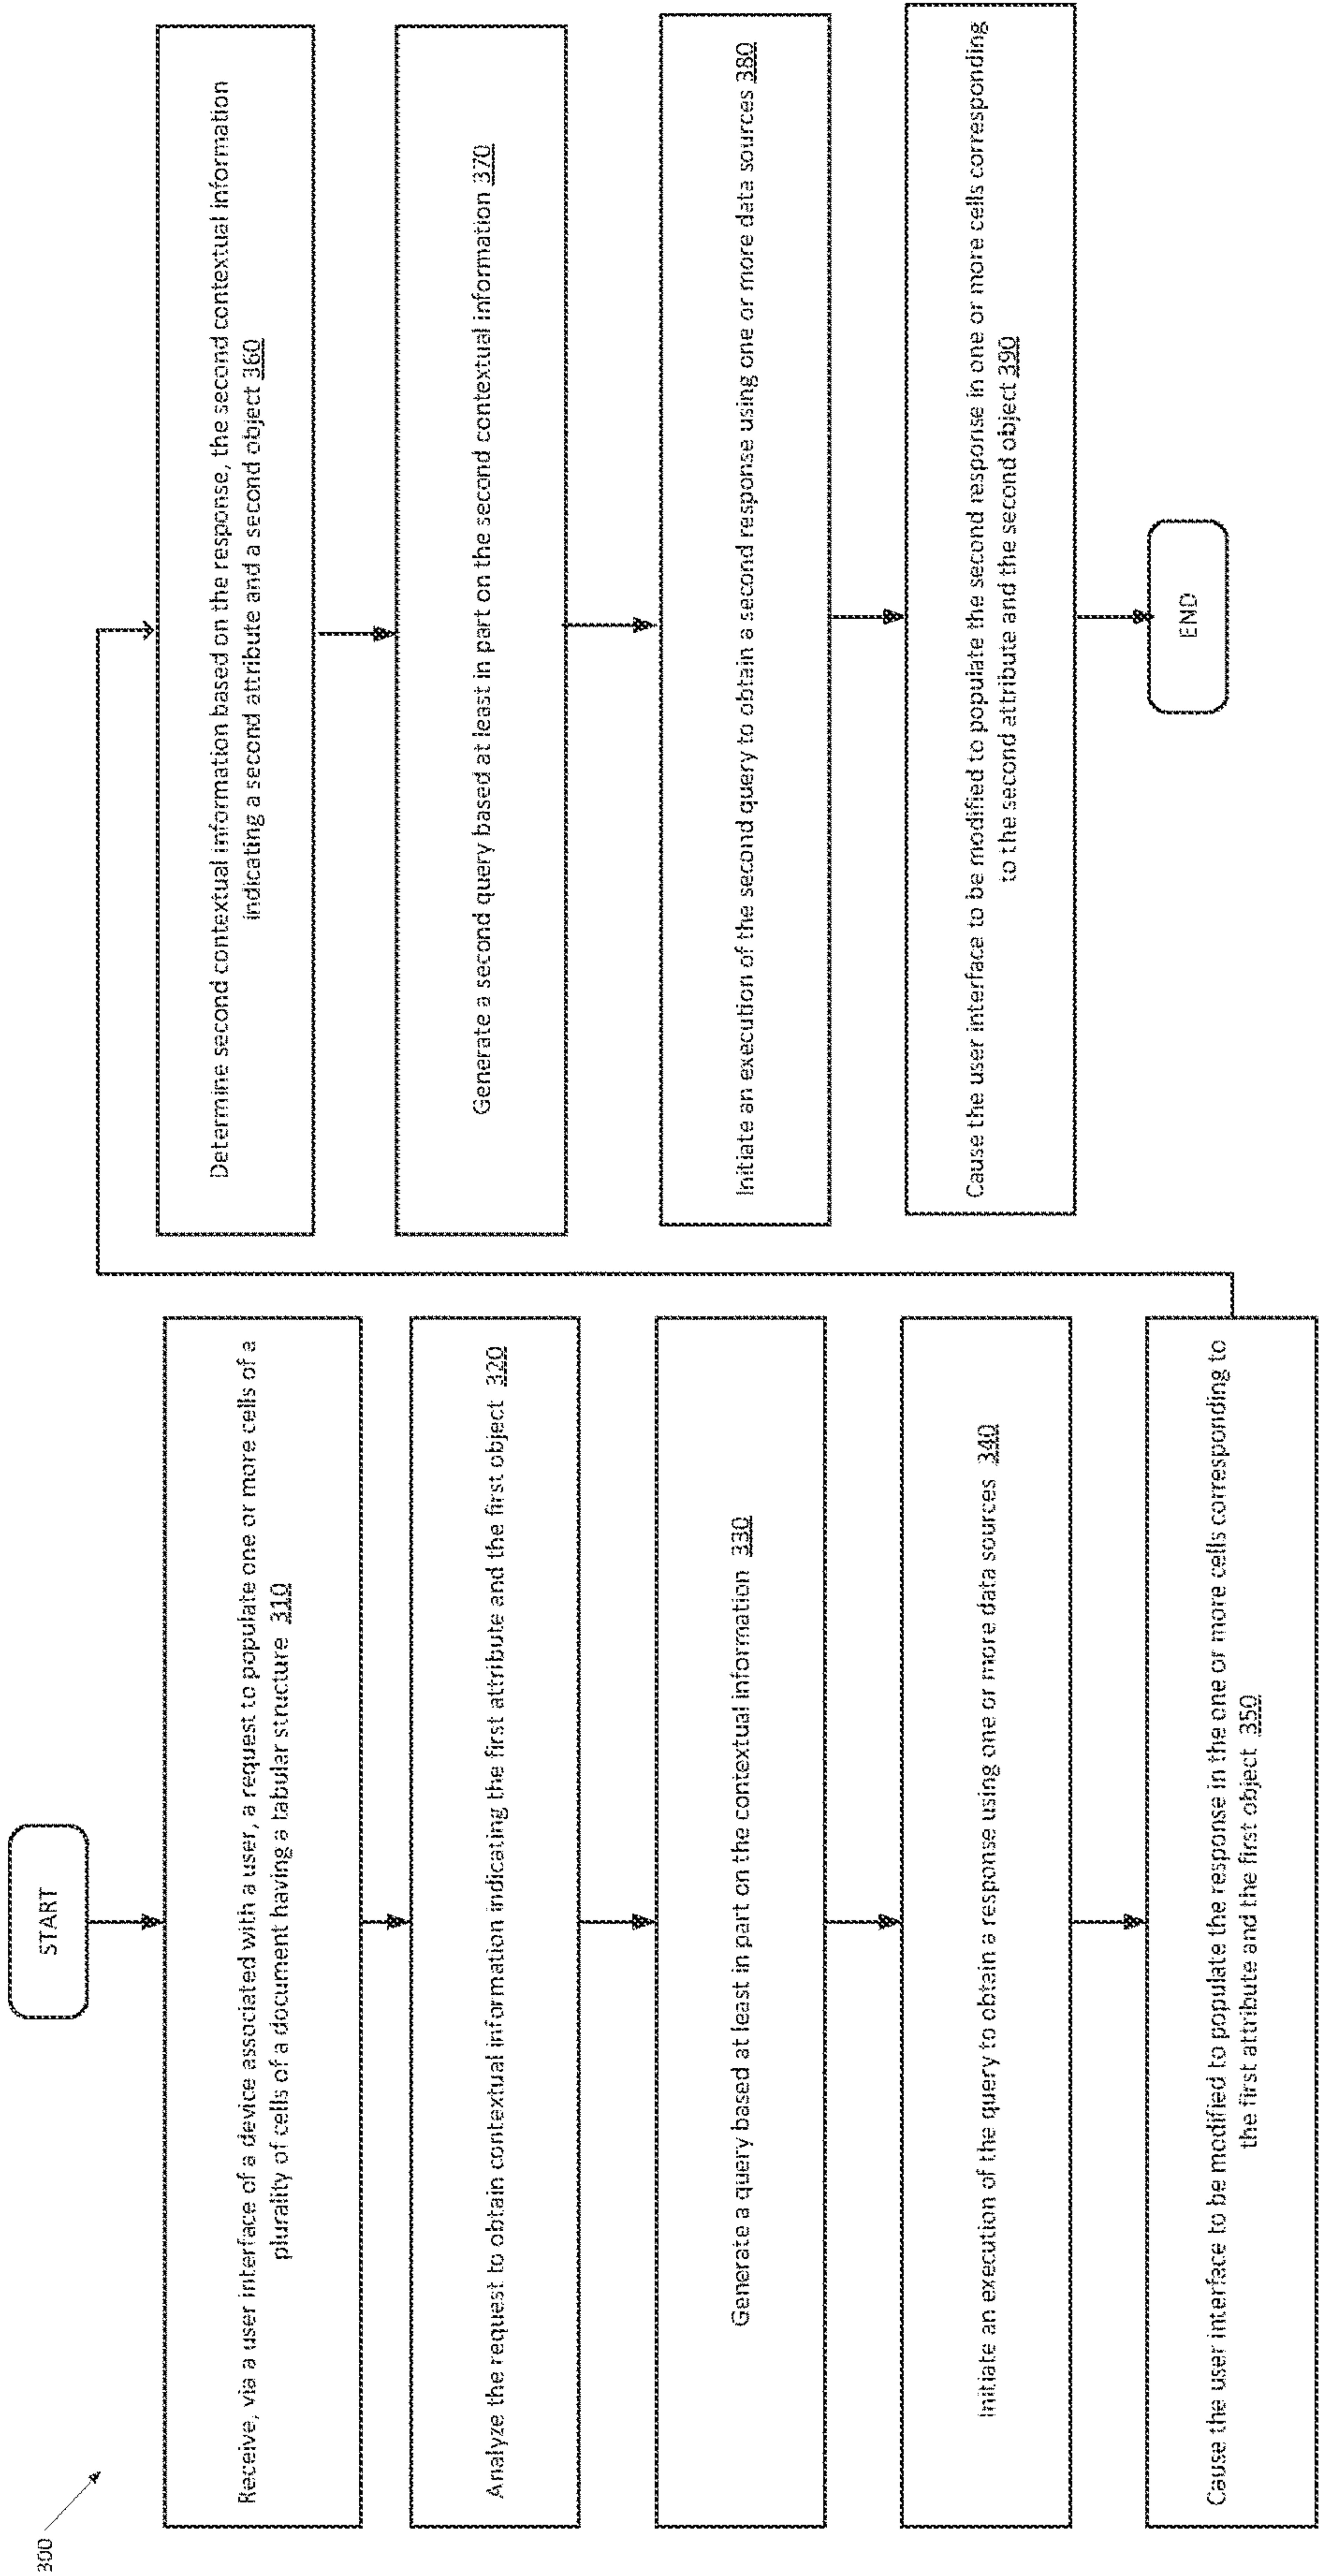 300
START
Receive, via a user interface of a device associated with a user, a request to populate one or more cells of a
plurality of cells of a document having a tabular structure 310
Analyze the request to obtain contextual information indicating the first attribute and the first object 320
Generate a query based at least in part on the contextual information 330
Initiate an execution of the query to obtain a response using one or more data sources 340
Cause the user interface to be modified to populate the response in the one or more cells corresponding to
the first attribute and the first object 350
Determine second contextual information based on the response, the second contextual information
indicating a second attribute and a second object 360
Generate a second query based at least in part on the second contextual information 370
Initiate an execution of the second query to obtain a second response using one or more data sources 380
Cause the user interface to be modified to populate the second response in one or more cells corresponding
to the second attribute and the second object 390
END